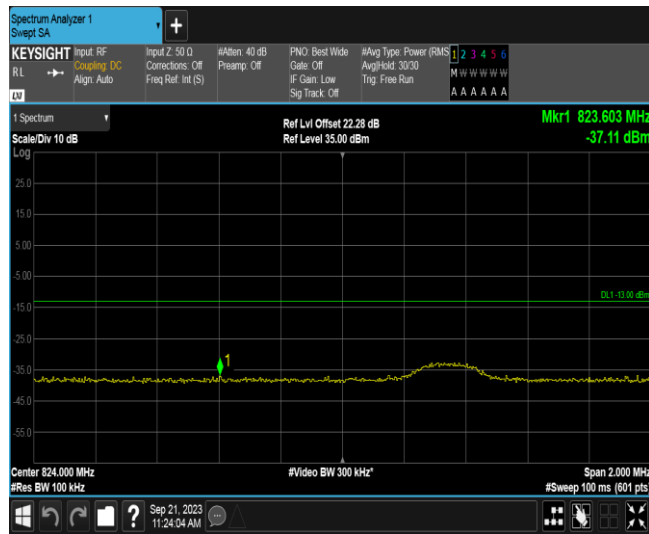 Spectrum Analyzer 1
Swept SA
+
KEYSIGHT
RL
LXI
Input: RF
Coupling: DC
Align: Auto
Input Z: 50 Ω
Corrections: Off
Freq Ref: Int (S)
#Atten: 40 dB
Preamp: Off
PNO: Best Wide
Gate: Off
IF Gain: Low
Sig Track: Off
#Avg Type: Power (RMS
Avg|Hold: 30/30
Trig: Free Run
1 2 3 4 5 6
M W W W W W
A A A A A A
1 Spectrum
Scale/Div 10 dB
Ref Lvl Offset 22.28 dB
Ref Level 35.00 dBm
Mkr1 823.603 MHz
-37.11 dBm
Log
25.0
15.0
5.00
-5.00
DL1 -13.00 dBm
-15.0
-25.0
1
-35.0
-45.0
-55.0
Center 824.000 MHz
#Video BW 300 kHz*
Span 2.000 MHz
#Res BW 100 kHz
#Sweep 100 ms (601 pts
?
Sep 21, 2023
11:24:04 AM